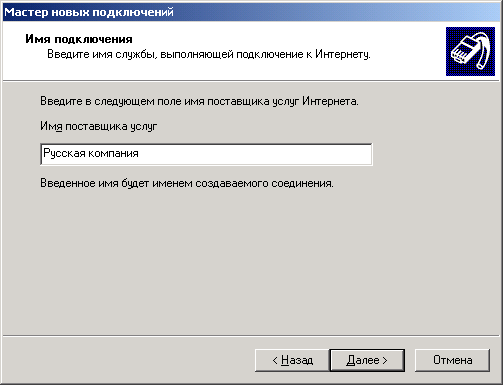 Мастер новых подключений
Имя подключения
Введите имя службы, выполняющей подключение к Интернету.
Введите в следующем поле имя поставщика услуг Интернета.
Имя поставщика услуг
Русская компания
Введенное имя будет именем создаваемого соединения.
< Назад Далее > Отмена